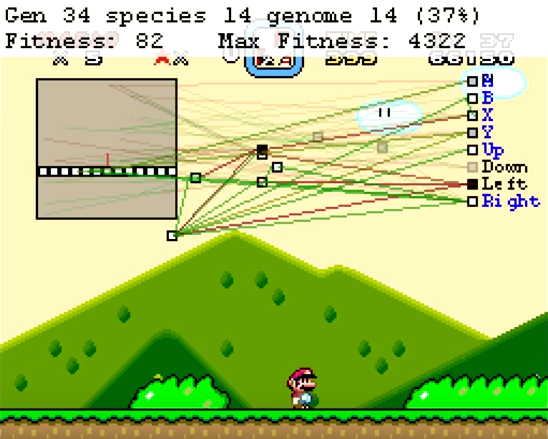 Gen 34 species 14 genome 14 (37%)
Fitness: 82 Max Fitness: 4322
A
B
X
Y
Up
Down
Left
Right